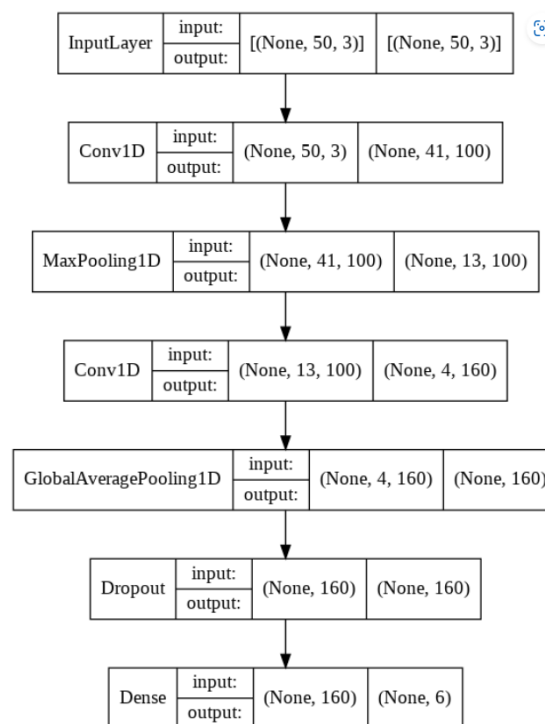 InputLayer input: output: [(None, 50, 3)] [(None, 50, 3)]
Conv1D input: output: (None, 50, 3) (None, 41, 100)
MaxPooling1D input: output: (None, 41, 100) (None, 13, 100)
Conv1D input: output: (None, 13, 100) (None, 4, 160)
GlobalAveragePooling1D input: output: (None, 4, 160) (None, 160)
Dropout input: output: (None, 160) (None, 160)
Dense input: output: (None, 160) (None, 6)